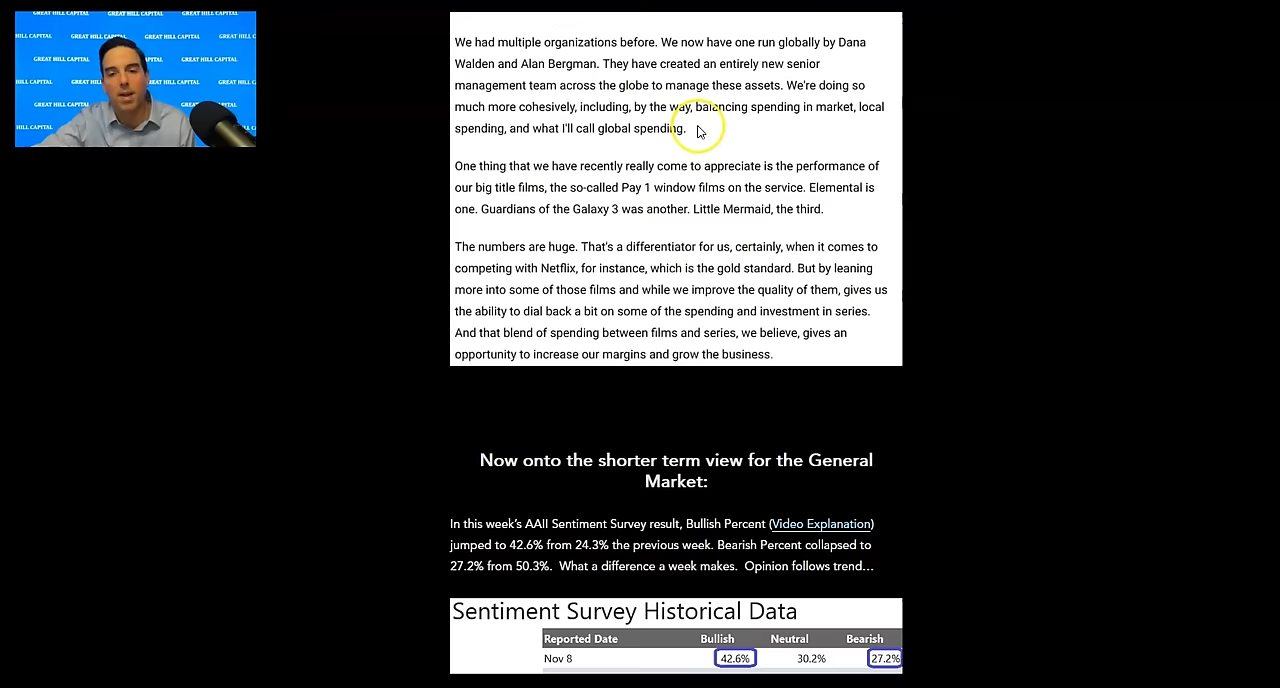 GREAT HILL CAPITAL GREAT HILL CAPITAL GREAT HILL CAPITAL
HILL CAPITAL GREAT HILL CAPITAL GREAT HILL C
GREAT HILL CAPITAL
HILL CAPITAL GREAT HILL CAPITAL
GREAT HILL CAPITAL
HILL CAPITAL
We had multiple organizations before. We now have one run globally by Dana
Walden and Alan Bergman. They have created an entirely new senior
management team across the globe to manage these assets. We're doing so
much more cohesively, including, by the way, balancing spending in market, local
spending, and what I'll call global spending.
One thing that we have recently really come to appreciate is the performance of
our big title films, the so-called Pay 1 window films on the service. Elemental is
one. Guardians of the Galaxy 3 was another. Little Mermaid, the third.
The numbers are huge. That's a differentiator for us, certainly, when it comes to
competing with Netflix, for instance, which is the gold standard. But by leaning
more into some of those films and while we improve the quality of them, gives us
the ability to dial back a bit on some of the spending and investment in series.
And that blend of spending between films and series, we believe, gives an
opportunity to increase our margins and grow the business.
Now onto the shorter term view for the General
Market:
In this week's AAII Sentiment Survey result, Bullish Percent (Video Explanation)
jumped to 42.6% from 24.3% the previous week. Bearish Percent collapsed to
27.2% from 50.3%. What a difference a week makes. Opinion follows trend...
Sentiment Survey Historical Data
Reported Date Bullish Neutral Bearish
Nov 8 42.6% 30.2% 27.2%